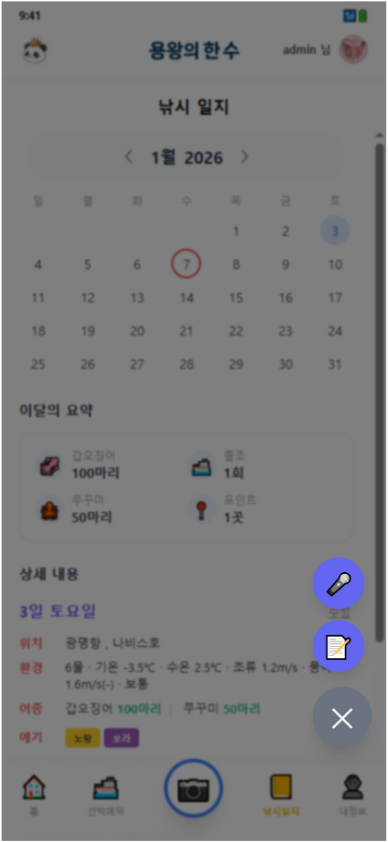 9:41
용왕의 한 수
admin 님
낚시 일지
1월 2026
일 월 화 수 목 금 토
1 2 3
4 5 6 7 8 9 10
11 12 13 14 15 16 17
18 19 20 21 22 23 24
25 26 27 28 29 30 31
이달의 요약
갑오징어
100마리
출조
1회
쭈꾸미
50마리
포인트
1곳
상세 내용
3일 토요일
위치 광명항 , 나비스호
환경 6물 · 기온 -3.5℃ · 수온 2.5℃ · 조류 1.2m/s ·
1.6m/s(-) · 보통
어종 갑오징어 100마리 | 쭈꾸미 50마리
에기 노랑 보라
홈
선박예약
낚시일지
내정보